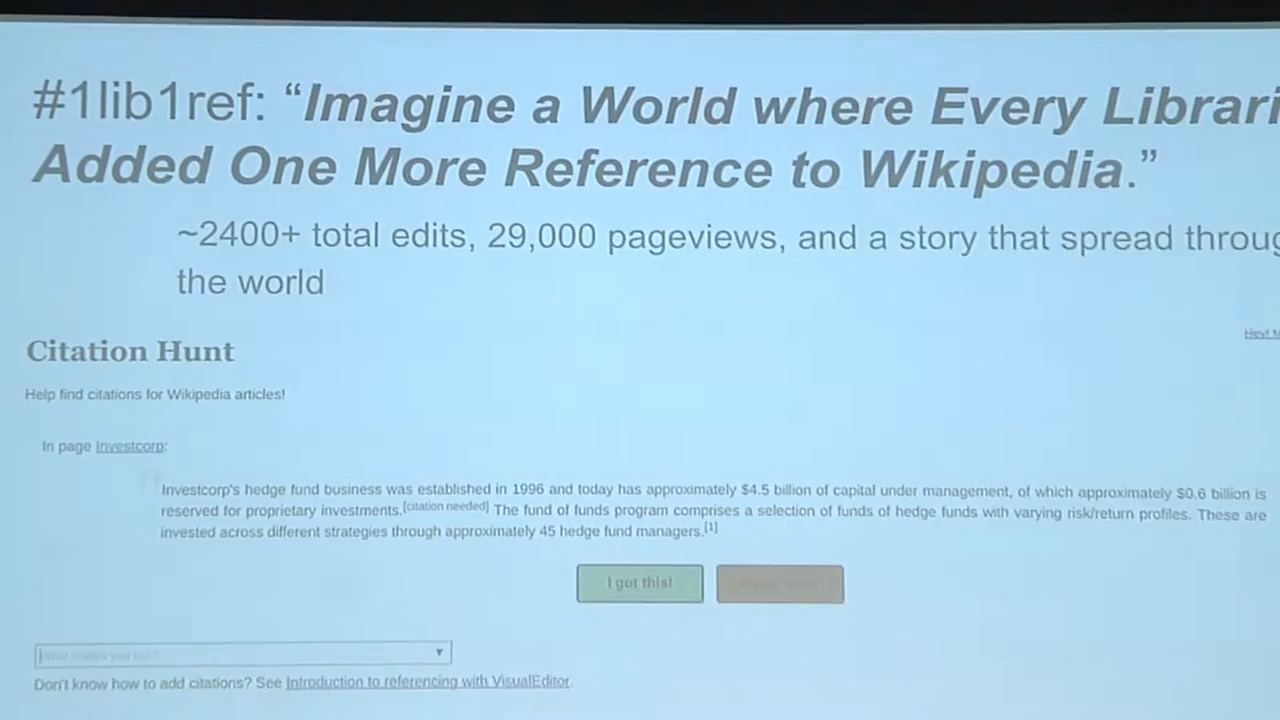 #1lib1ref: “Imagine a World where Every Librari
Added One More Reference to Wikipedia.”
~2400+ total edits, 29,000 pageviews, and a story that spread throug
the world
Hey! M
Citation Hunt
Help find citations for Wikipedia articles!
In page Investcorp:
Investcorp's hedge fund business was established in 1996 and today has approximately $4.5 billion of capital under management, of which approximately $0.6 billion is
reserved for proprietary investments.[citation needed] The fund of funds program comprises a selection of funds of hedge funds with varying risk/return profiles. These are
invested across different strategies through approximately 45 hedge fund managers.[1]
I got this!
Don't know how to add citations? See Introduction to referencing with VisualEditor.